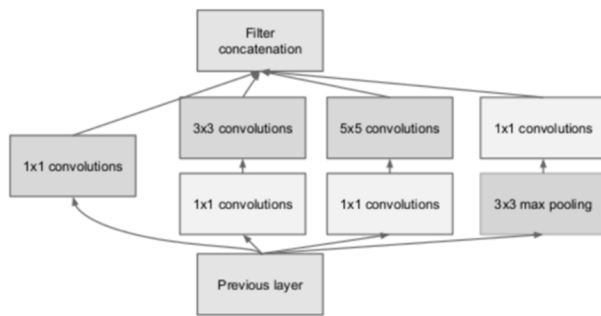 Filter
concatenation
3x3 convolutions
5x5 convolutions
1x1 convolutions
1x1 convolutions
1x1 convolutions
1x1 convolutions
3x3 max pooling
Previous layer